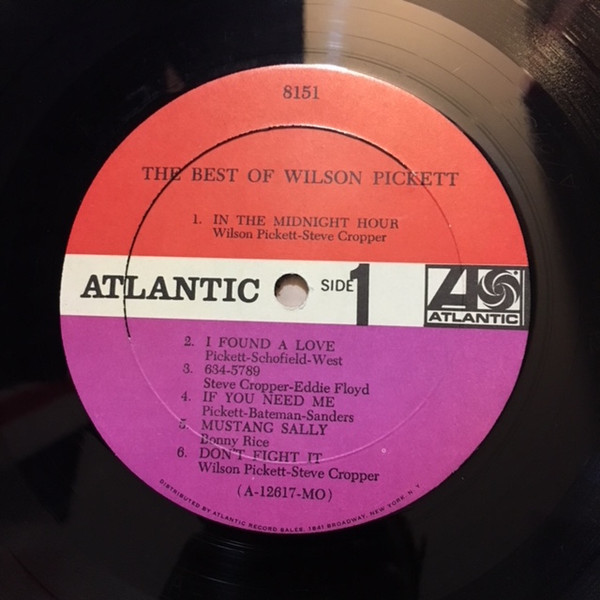 8151
THE BEST OF WILSON PICKETT
1. IN THE MIDNIGHT HOUR
Wilson Pickett-Steve Cropper
ATLANTIC
SIDE 1
ATLANTIC
2. I FOUND A LOVE
Pickett-Schofield-West
3. 634-5789
Steve Cropper-Eddie Floyd
4. IF YOU NEED ME
Pickett-Bateman-Sanders
5. MUSTANG SALLY
Bonny Rice
6. DON'T FIGHT IT
Wilson Pickett-Steve Cropper
(A-12617-MO)
DISTRIBUTED BY ATLANTIC RECORD SALES, 1841 BROADWAY, NEW YORK, N. Y.